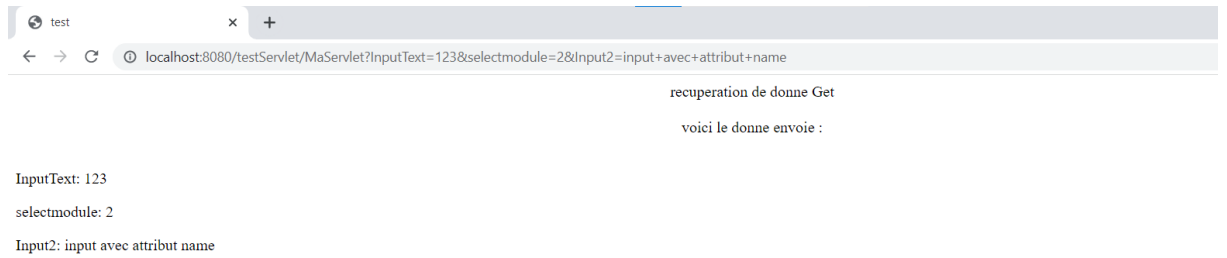 test
localhost:8080/testServlet/MaServlet?InputText=123&selectmodule=2&Input2=input+avec+attribut+name
recuperation de donne Get
voici le donne envoie :
InputText: 123
selectmodule: 2
Input2: input avec attribut name